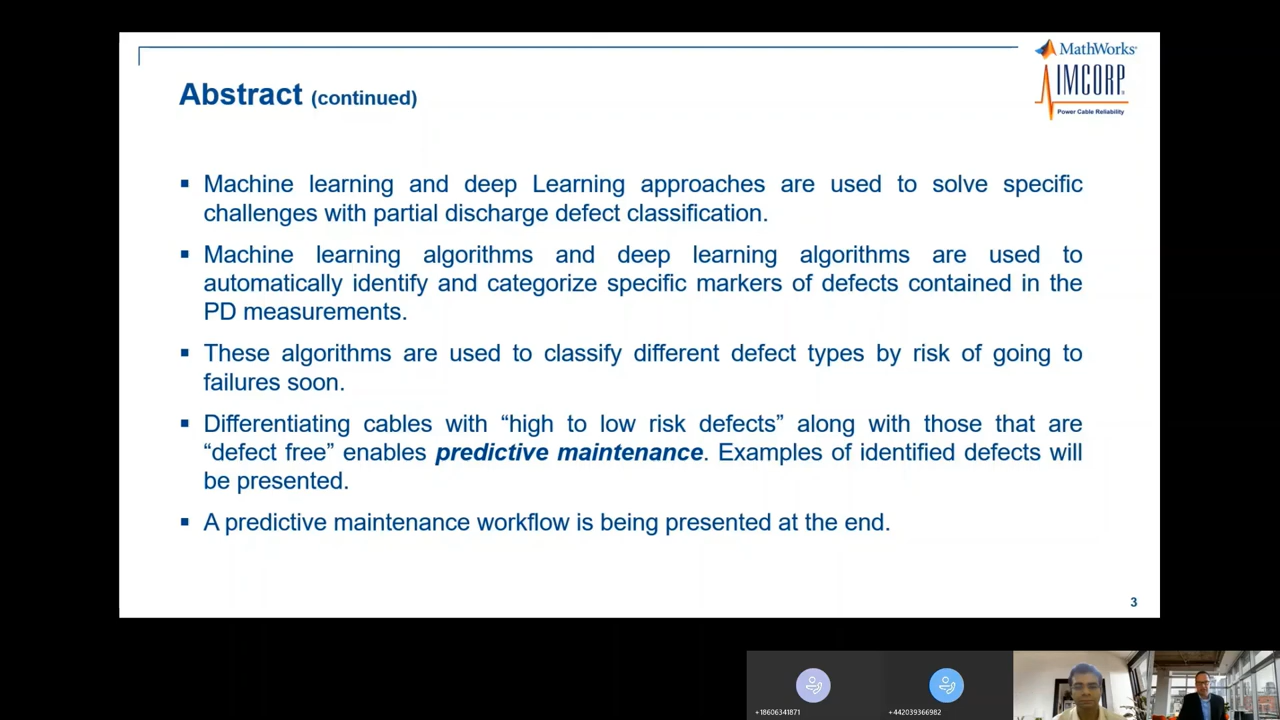 MathWorks®
IMCORP®
Power Cable Reliability
Abstract (continued)
▪ Machine learning and deep Learning approaches are used to solve specific
challenges with partial discharge defect classification.
▪ Machine learning algorithms and deep learning algorithms are used to
automatically identify and categorize specific markers of defects contained in the
PD measurements.
▪ These algorithms are used to classify different defect types by risk of going to
failures soon.
▪ Differentiating cables with “high to low risk defects” along with those that are
“defect free” enables predictive maintenance. Examples of identified defects will
be presented.
▪ A predictive maintenance workflow is being presented at the end.
3
+18606341871
+442039366982